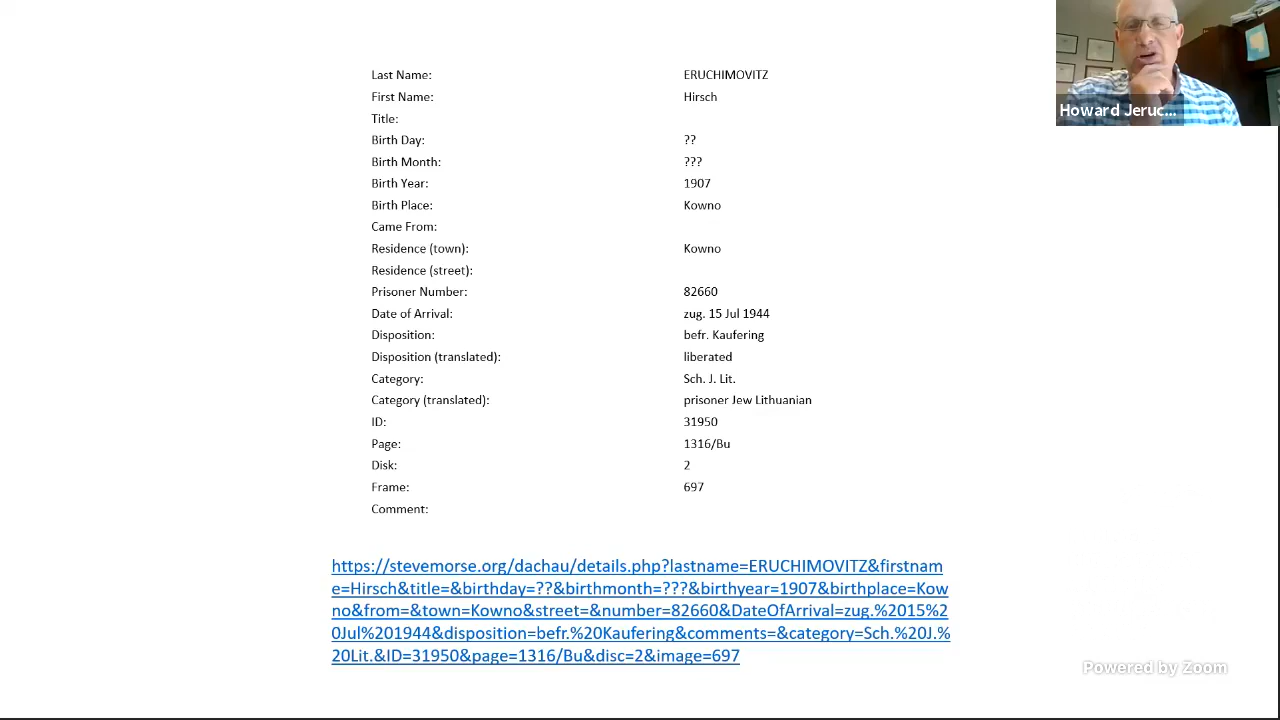 Last Name: ERUCHIMOVITZ
First Name: Hirsch
Title:
Birth Day: ??
Birth Month: ???
Birth Year: 1907
Birth Place: Kowno
Came From:
Residence (town): Kowno
Residence (street):
Prisoner Number: 82660
Date of Arrival: zug. 15 Jul 1944
Disposition: befr. Kaufering
Disposition (translated): liberated
Category: Sch. J. Lit.
Category (translated): prisoner Jew Lithuanian
ID: 31950
Page: 1316/Bu
Disk: 2
Frame: 697
Comment:
https://stevemorse.org/dachau/details.php?lastname=ERUCHIMOVITZ&firstnam
e=Hirsch&title=&birthday=??&birthmonth=???&birthyear=1907&birthplace=Kow
no&from=&town=Kowno&street=&number=82660&DateOfArrival=zug.%2015%2
0Jul%201944&disposition=befr.%20Kaufering&comments=&category=Sch.%20J.%
20Lit.&ID=31950&page=1316/Bu&disc=2&image=697
Howard Jeruc...
Powered by Zoom